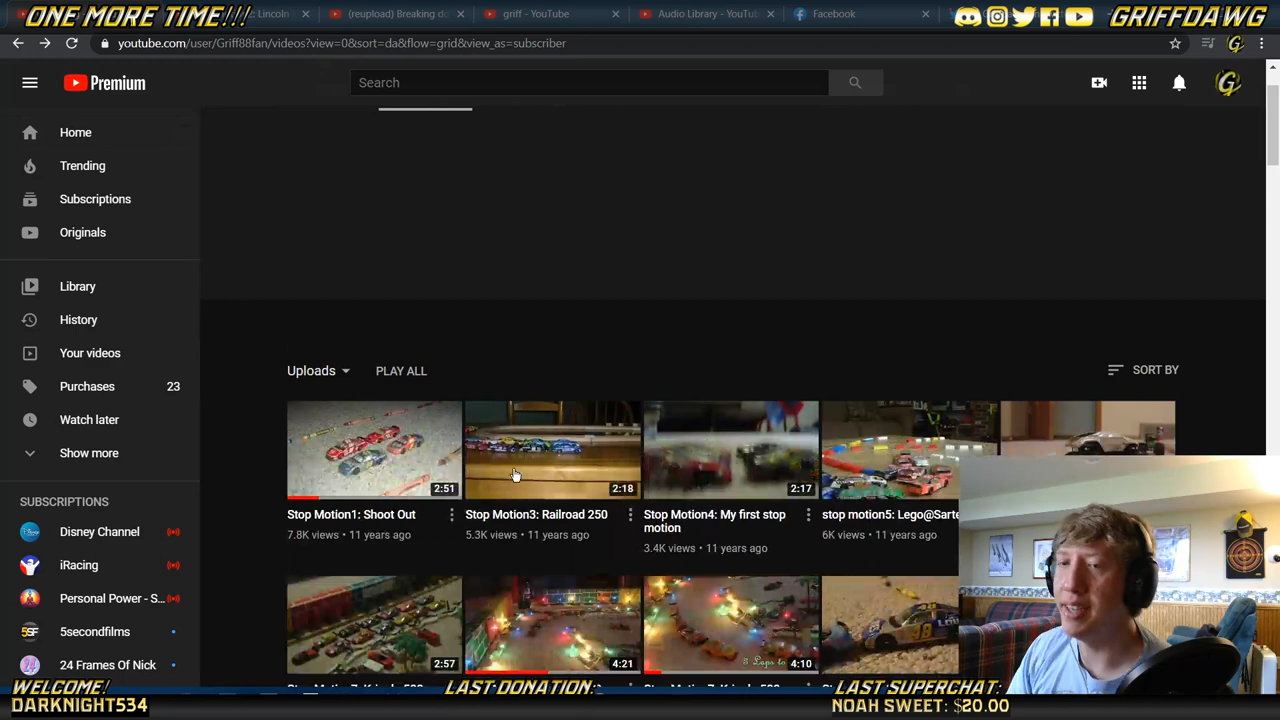 ONE MORE TIME!!!
Lincoln
(reupload) Breaking do
griff - YouTube
Audio Library - YouTu
Facebook
GRIFFDAWG
youtube.com/user/Griff88fan/videos?view=0&sort=da&flow=grid&view_as=subscriber
Premium
Search
Home
Trending
Subscriptions
Originals
Library
History
Your videos
Purchases 23
Watch later
Show more
SUBSCRIPTIONS
Disney Channel
iRacing
Personal Power - S...
5secondfilms
24 Frames Of Nick
Uploads
PLAY ALL
SORT BY
2:51
2:18
2:17
Stop Motion1: Shoot Out
7.8K views • 11 years ago
Stop Motion3: Railroad 250
5.3K views • 11 years ago
Stop Motion4: My first stop
motion
3.4K views • 11 years ago
stop motion5: Lego@Sarte
6K views • 11 years ago
2:57
4:21
3 Laps to
4:10
WELCOME!
DARKNIGHT534
LAST DONATION:
LAST SUPERCHAT:
NOAH SWEET: $20.00